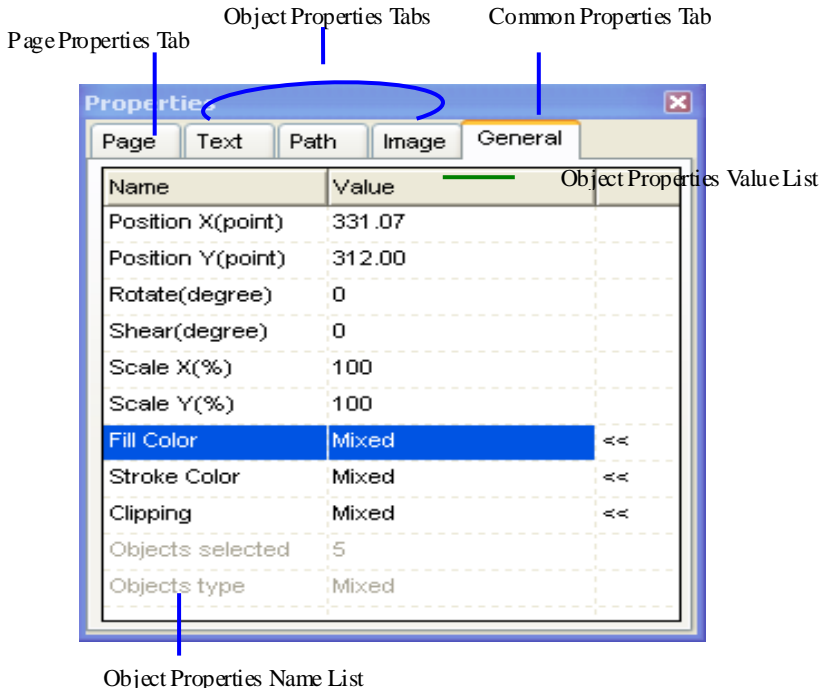 Object Properties Tabs
Common Properties Tab
Page Properties Tab
Properties
Page Text Path Image General
Object Properties Value List
Name Value
Position X(point) 331.07
Position Y(point) 312.00
Rotate(degree) 0
Shear(degree) 0
Scale X(%) 100
Scale Y(%) 100
Fill Color Mixed <<
Stroke Color Mixed <<
Clipping Mixed <<
Objects selected 5
Objects type Mixed
Object Properties Name List